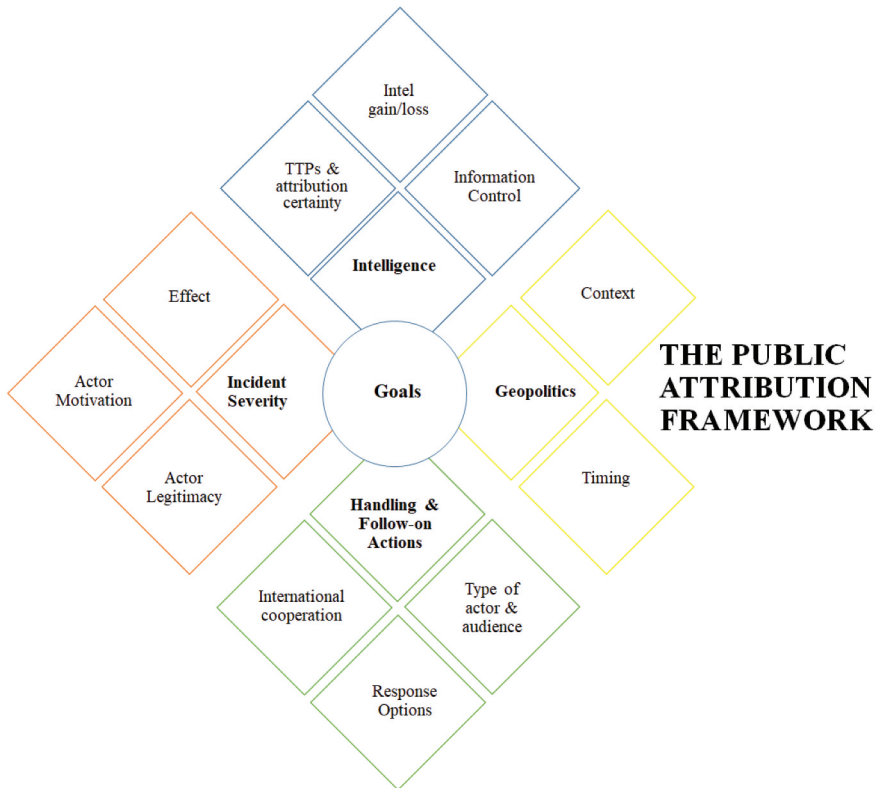 Intel
gain/loss
TTPs &
attribution
certainty
Information
Control
Intelligence
Effect
Actor
Motivation
Incident
Severity
Actor
Legitimacy
Goals
Context
Geopolitics
Timing
THE PUBLIC
ATTRIBUTION
FRAMEWORK
Handling &
Follow-on
Actions
International
cooperation
Type of
actor &
audience
Response
Options